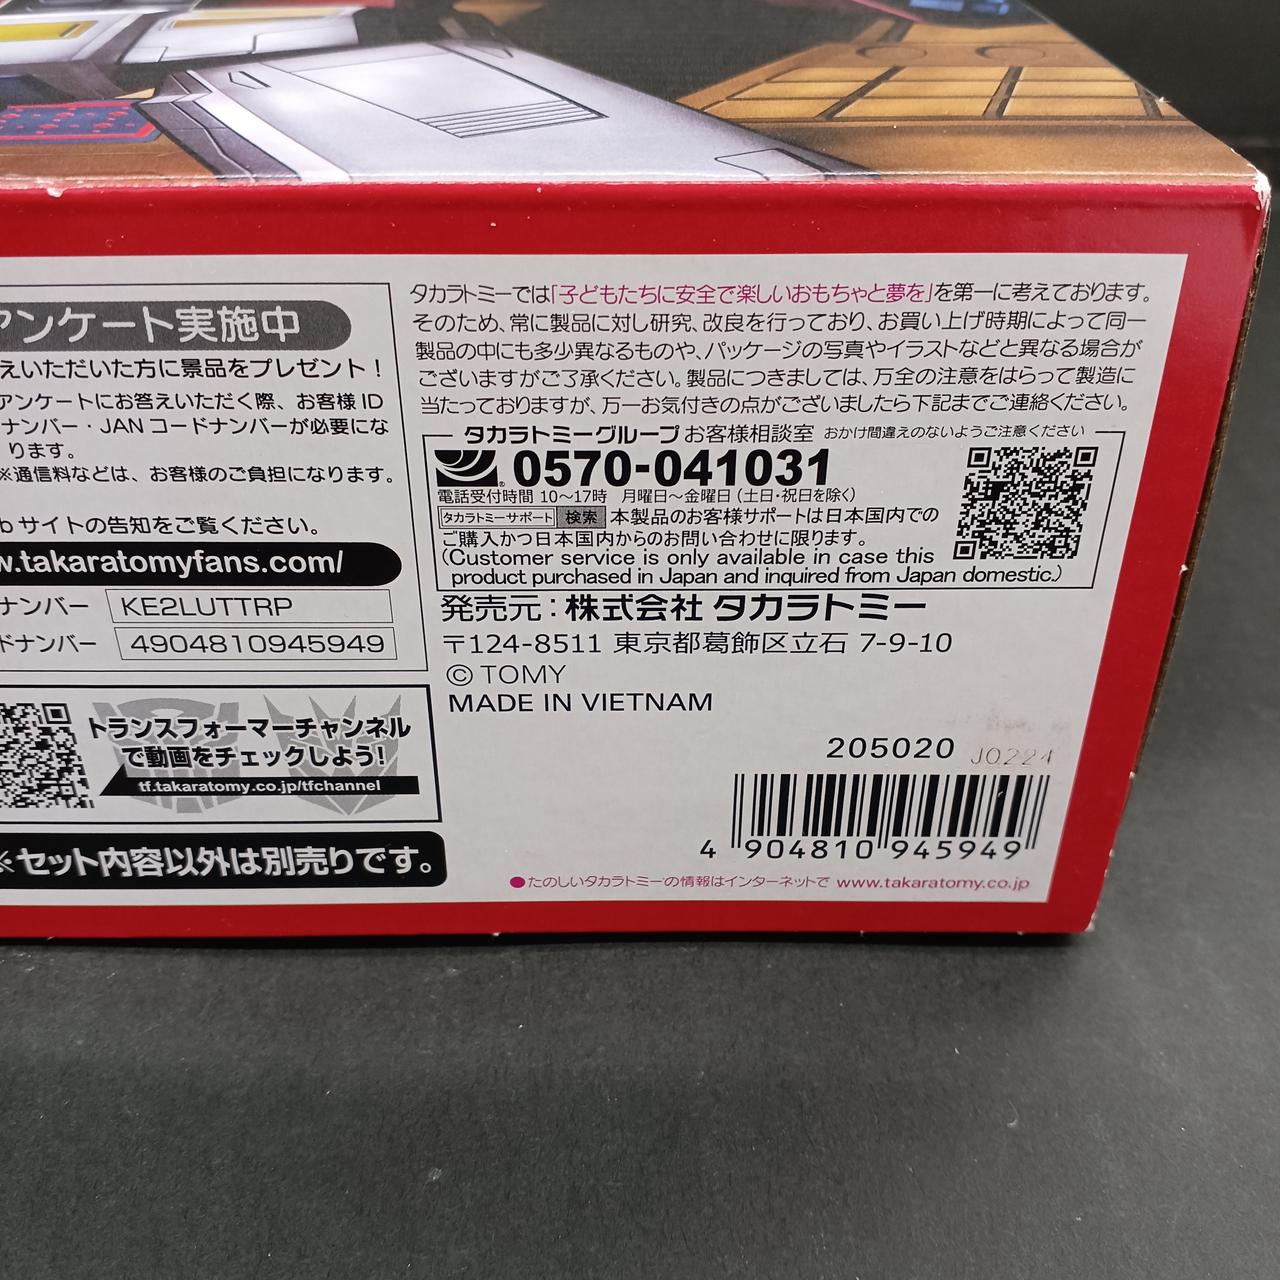 アンケート実施中
えいただいた方に景品をプレゼント！
アンケートにお答えいただく際、お客様ID
ナンバー・JANコードナンバーが必要にな
ります。
※通信料などは、お客様のご負担になります。
bサイトの告知をご覧ください。
w.takaratomyfans.com/
ナンバー KE2LUTTRP
ドナンバー 4904810945949
トランスフォーマーチャンネル
で動画をチェックしよう!
tf.takaratomy.co.jp/tfchannel
※セット内容以外は別売りです。
タカラトミーでは「子どもたちに安全で楽しいおもちゃと夢を」を第一に考えております。
そのため、常に製品に対し研究、改良を行っており、お買い上げ時期によって同一
製品の中にも多少異なるものや、パッケージの写真やイラストなどと異なる場合が
ございますがご了承ください。製品につきましては、万全の注意をはらって製造に
当たっておりますが、万一お気付きの点がございましたら下記までご連絡ください。
タカラトミーグループ お客様相談室 おかけ間違えのないようご注意ください
0570-041031
電話受付時間 10〜17時 月曜日〜金曜日（土日・祝日を除く）
タカラトミーサポート 検索 本製品のお客様サポートは日本国内での
ご購入かつ日本国内からのお問い合わせに限ります。
(Customer service is only available in case this
product purchased in Japan and inquired from Japan domestic.)
発売元：株式会社 タカラトミー
〒124-8511 東京都葛飾区立石 7-9-10
© TOMY
MADE IN VIETNAM
205020 J0224
4 904810 945949
●たのしいタカラトミーの情報はインターネットで www.takaratomy.co.jp